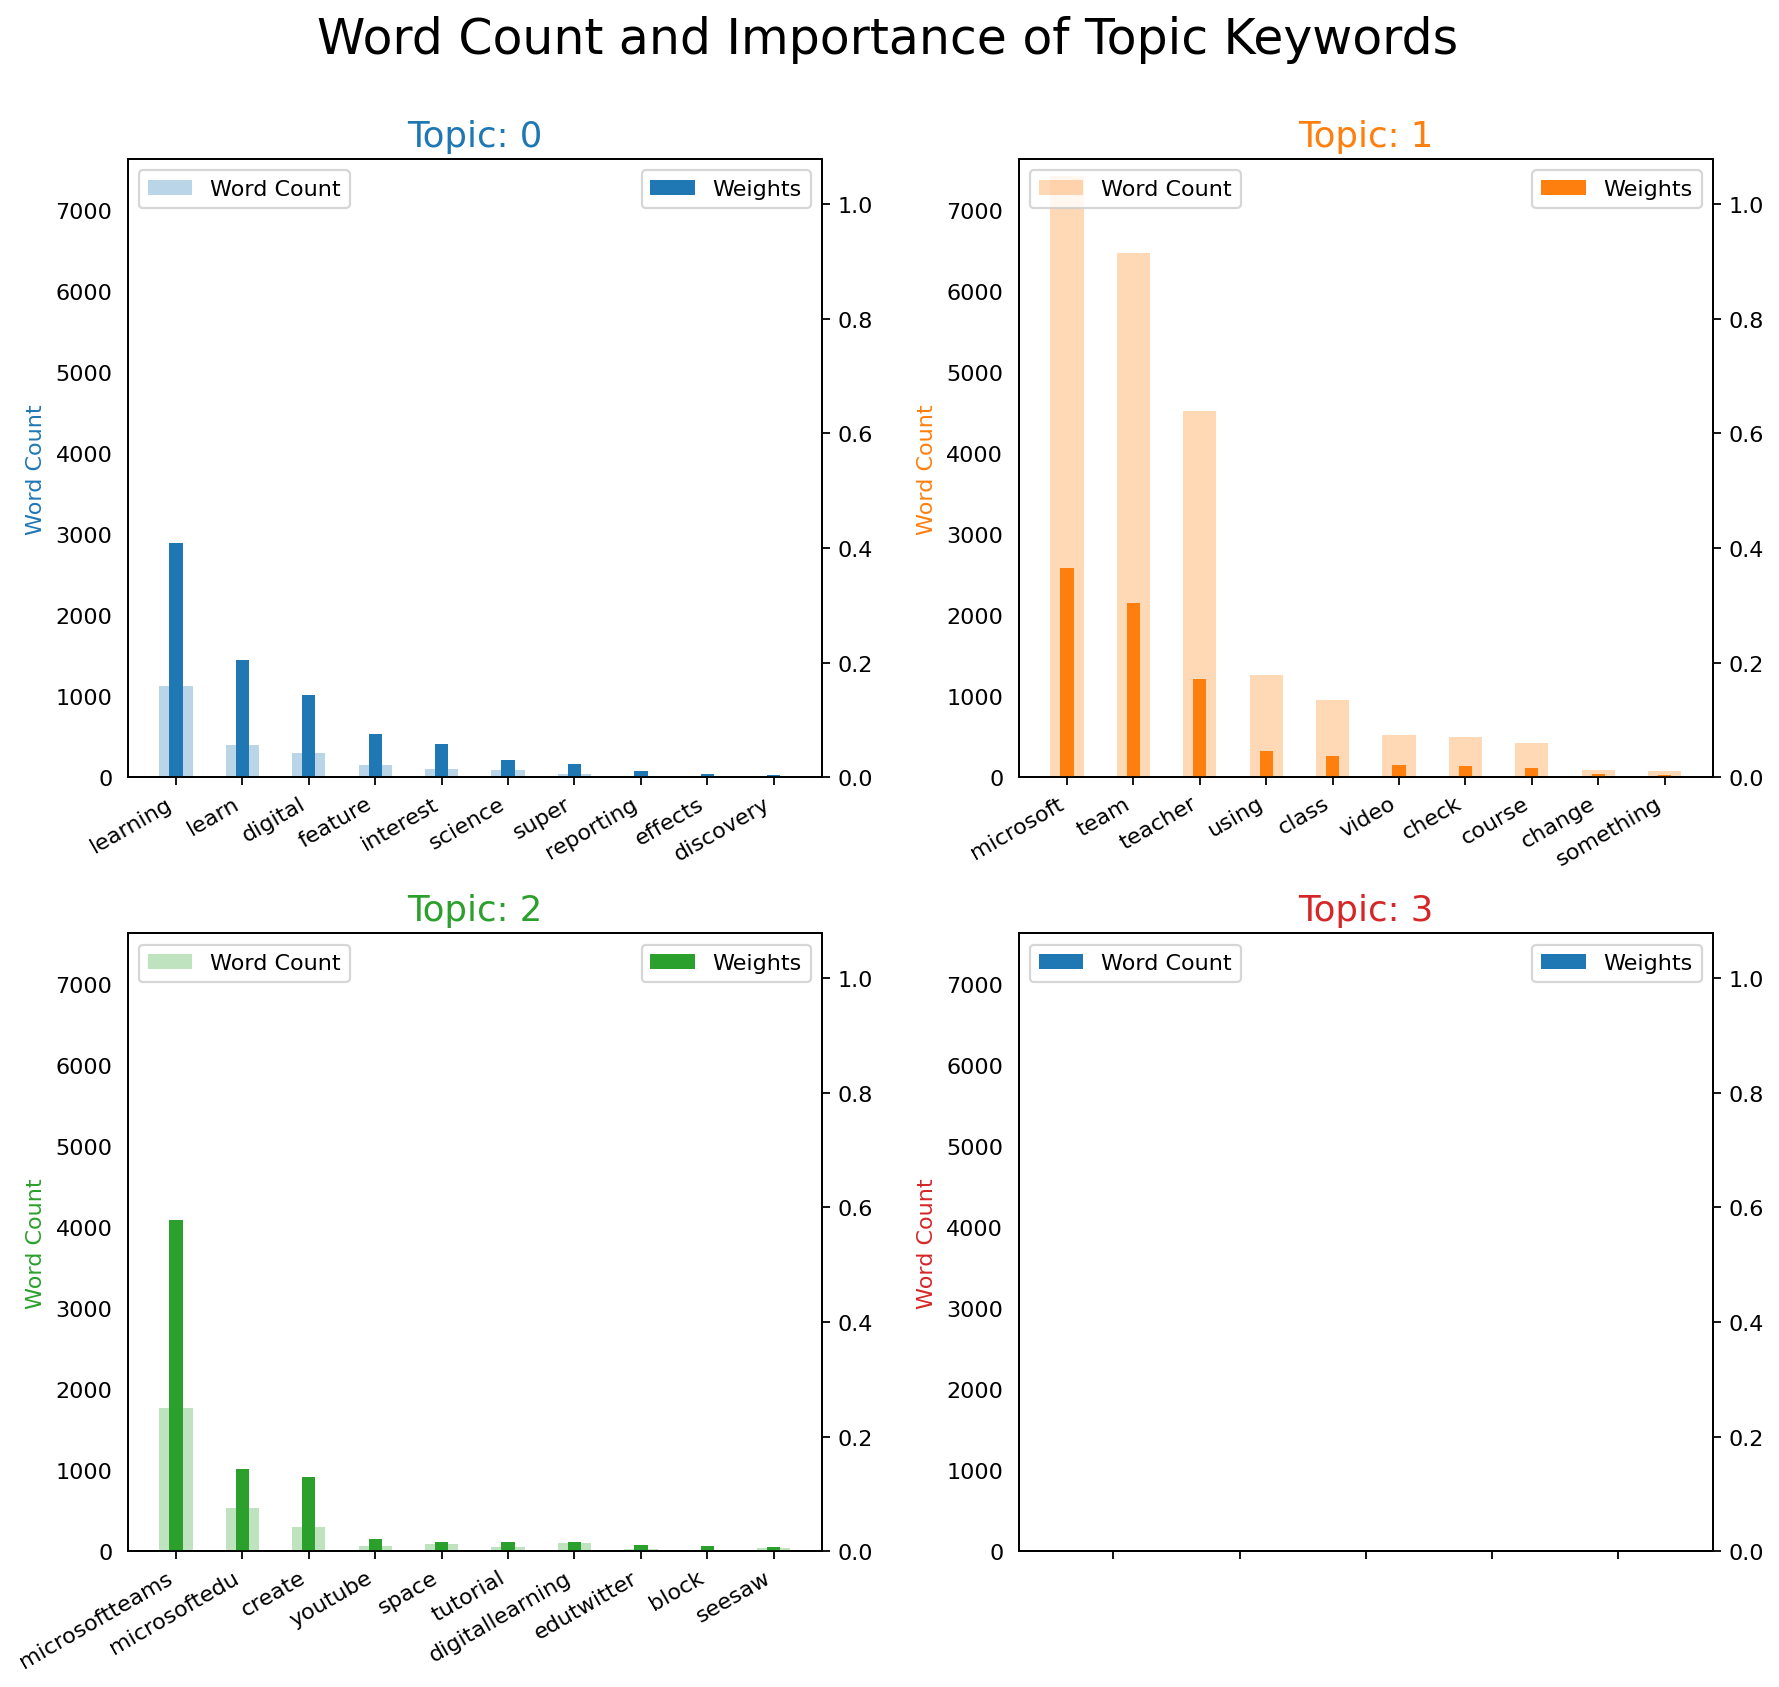 Word Count and Importance of Topic Keywords
Topic: 0
Word Count
Weights
7000
6000
5000
4000
3000
2000
1000
0
Word Count
1.0
0.8
0.6
0.4
0.2
0.0
learning
learn
digital
feature
interest
science
super
reporting
effects
discovery
Topic: 1
Word Count
Weights
7000
6000
5000
4000
3000
2000
1000
0
Word Count
1.0
0.8
0.6
0.4
0.2
0.0
microsoft
team
teacher
using
class
video
check
course
change
something
Topic: 2
Word Count
Weights
7000
6000
5000
4000
3000
2000
1000
0
Word Count
1.0
0.8
0.6
0.4
0.2
0.0
microsoftteams
microsoftedu
create
youtube
space
tutorial
digitallearning
edutwitter
block
seesaw
Topic: 3
Word Count
Weights
7000
6000
5000
4000
3000
2000
1000
0
Word Count
1.0
0.8
0.6
0.4
0.2
0.0